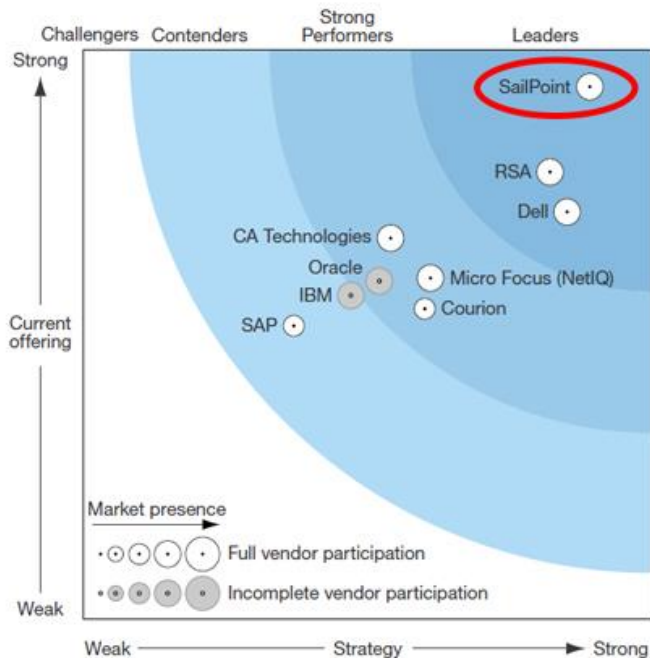 Challengers Contenders Strong Performers Leaders
Strong
SailPoint
RSA
Dell
CA Technologies
Oracle
Micro Focus (NetIQ)
IBM
Courion
SAP
Current offering
Market presence
Full vendor participation
Incomplete vendor participation
Weak
Weak Strategy Strong